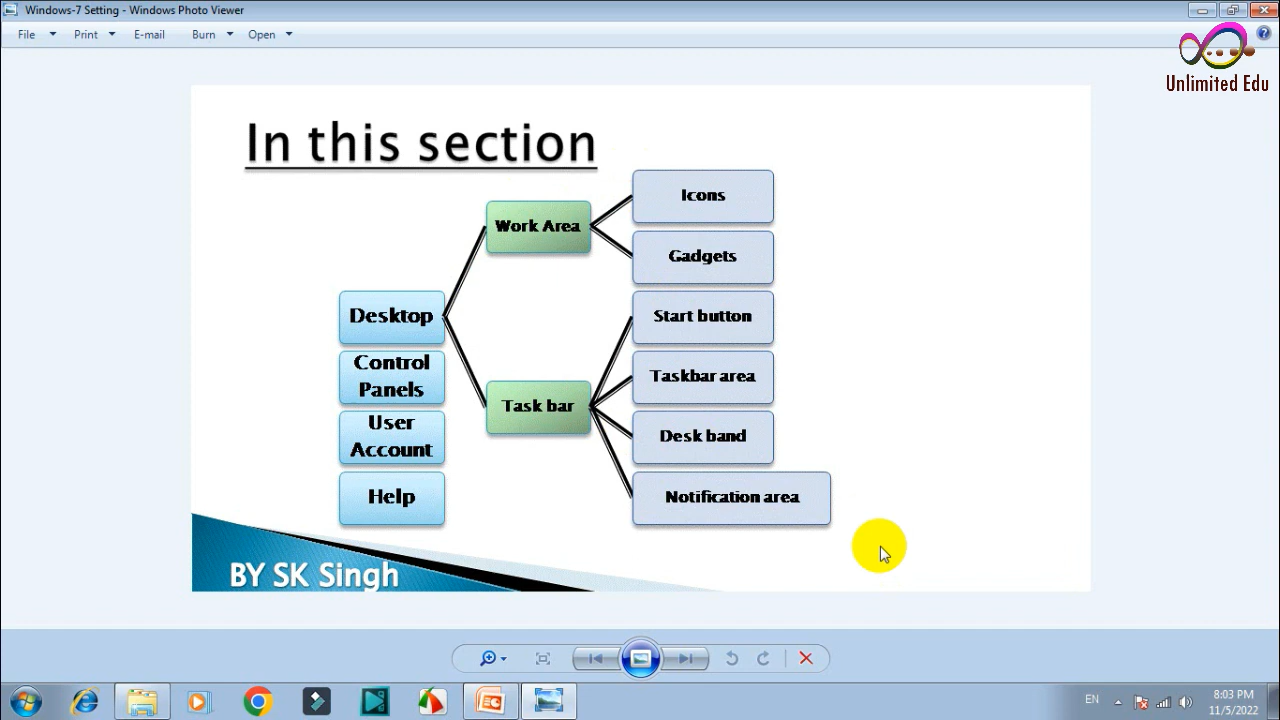 Windows-7 Setting - Windows Photo Viewer
File Print E-mail Burn Open
Unlimited Edu
In this section
Icons
Work Area
Gadgets
Desktop
Start button
Control
Panels
Taskbar area
Task bar
User
Account
Desk band
Help
Notification area
BY SK Singh
EN
8:03 PM
11/5/2022